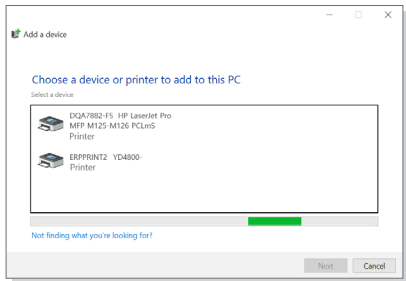 Add a device
Choose a device or printer to add to this PC
Select a device
DQA7882-F5 HP LaserJet Pro
MFP M125-M126 PCLmS
Printer
ERPPRINT2 YD4800-
Printer
Not finding what you're looking for?
Next
Cancel